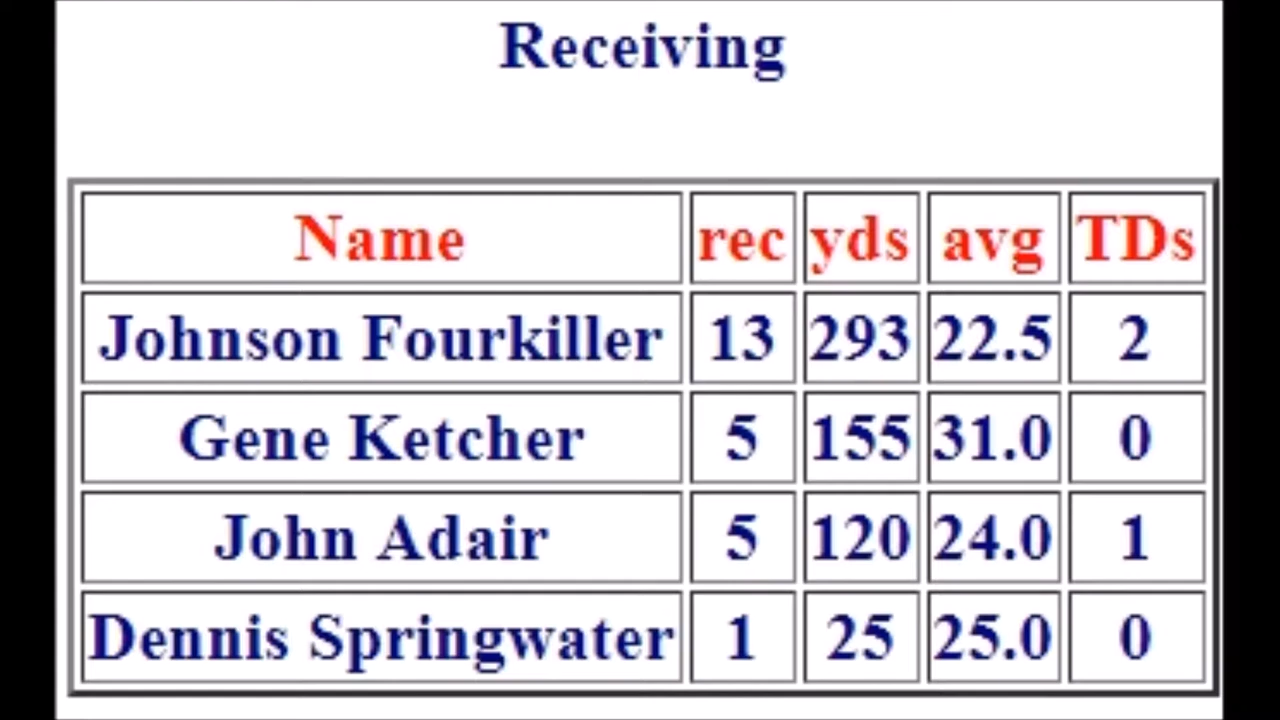 Receiving
Name rec yds avg TDs
Johnson Fourkiller 13 293 22.5 2
Gene Ketcher 5 155 31.0 0
John Adair 5 120 24.0 1
Dennis Springwater 1 25 25.0 0